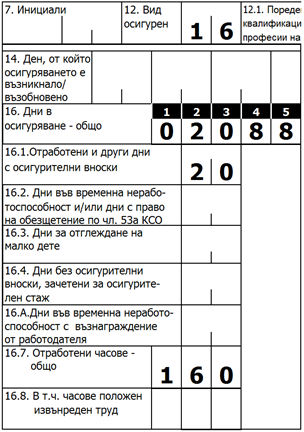 7. Инициали
12. Вид
осигурен
1 6
12.1. Пореде
квалификаци
професии на
14. Ден, от който
осигуряването е
възникнало/
възобновено
16. Дни в
осигуряване - общо
1 2 3 4 5
0 2 0 8 8
16.1.Отработени и други дни
с осигурителни вноски
2 0
16.2. Дни във временна нерабо-
тоспособност и/или дни с право
на обезщетение по чл. 53а КСО
16.3. Дни за отглеждане на
малко дете
16.4. Дни без осигурителни
вноски, зачетени за осигурите-
лен стаж
16.А.Дни във временна неработо-
способност с възнаграждение
от работодателя
16.7. Отработени часове -
общо
1 6 0
16.8. В т.ч. часове положен
извънреден труд